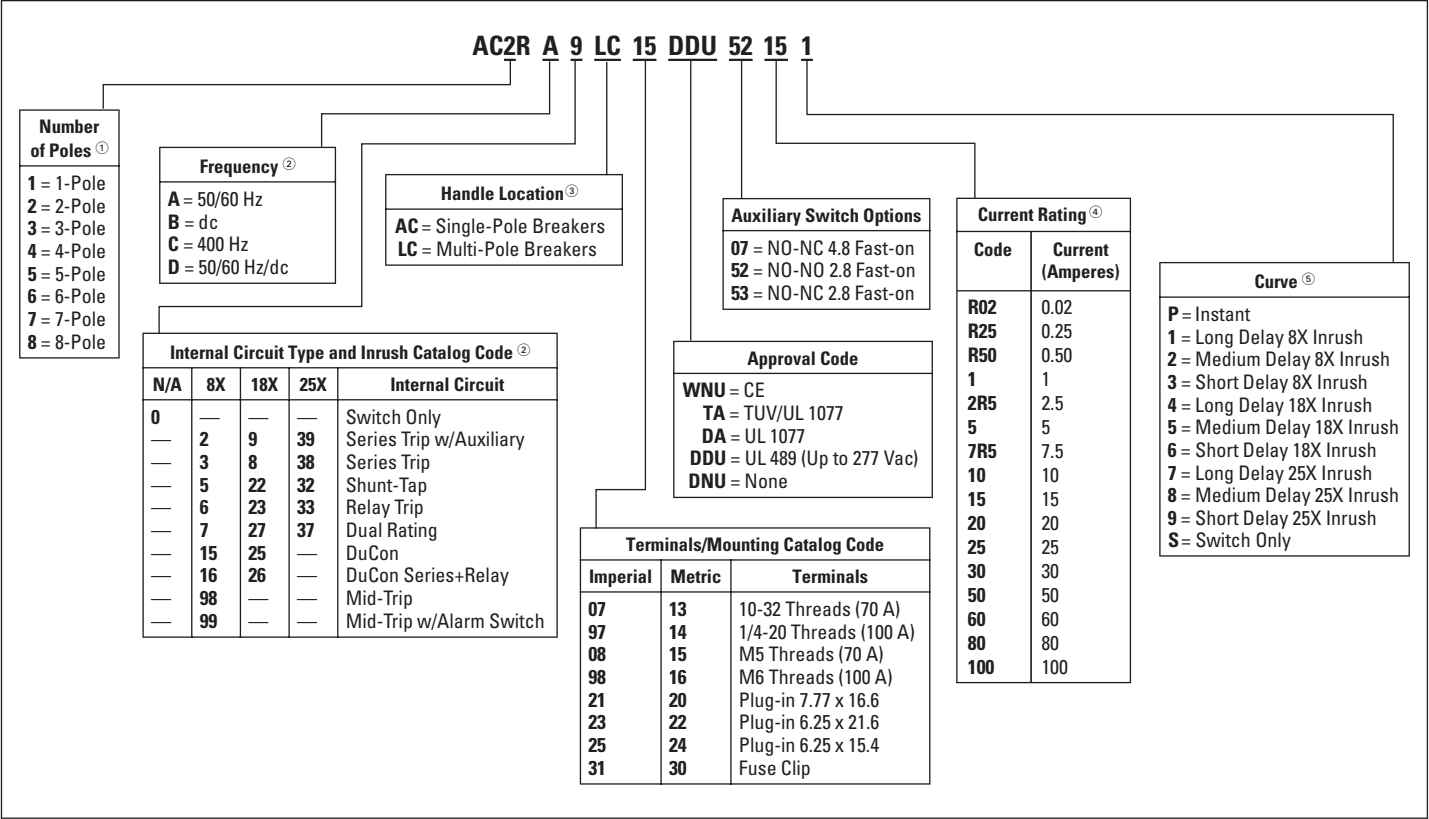 AC2R A 9 LC 15 DDU 52 15 1
Number
of Poles ①
1 = 1-Pole
2 = 2-Pole
3 = 3-Pole
4 = 4-Pole
5 = 5-Pole
6 = 6-Pole
7 = 7-Pole
8 = 8-Pole
Frequency ②
A = 50/60 Hz
B = dc
C = 400 Hz
D = 50/60 Hz/dc
Handle Location ③
AC = Single-Pole Breakers
LC = Multi-Pole Breakers
Internal Circuit Type and Inrush Catalog Code ②
N/A 8X 18X 25X Internal Circuit
0 — — — Switch Only
— 2 9 39 Series Trip w/Auxiliary
— 3 8 38 Series Trip
— 5 22 32 Shunt-Tap
— 6 23 33 Relay Trip
— 7 27 37 Dual Rating
— 15 25 — DuCon
— 16 26 — DuCon Series+Relay
— 98 — — Mid-Trip
— 99 — — Mid-Trip w/Alarm Switch
Terminals/Mounting Catalog Code
Imperial Metric Terminals
07 13 10-32 Threads (70 A)
97 14 1/4-20 Threads (100 A)
08 15 M5 Threads (70 A)
98 16 M6 Threads (100 A)
21 20 Plug-in 7.77 x 16.6
23 22 Plug-in 6.25 x 21.6
25 24 Plug-in 6.25 x 15.4
31 30 Fuse Clip
Approval Code
WNU = CE
TA = TUV/UL 1077
DA = UL 1077
DDU = UL 489 (Up to 277 Vac)
DNU = None
Auxiliary Switch Options
07 = NO-NC 4.8 Fast-on
52 = NO-NO 2.8 Fast-on
53 = NO-NC 2.8 Fast-on
Current Rating ④
Code Current
(Amperes)
R02 0.02
R25 0.25
R50 0.50
1 1
2R5 2.5
5 5
7R5 7.5
10 10
15 15
20 20
25 25
30 30
50 50
60 60
80 80
100 100
Curve ⑤
P = Instant
1 = Long Delay 8X Inrush
2 = Medium Delay 8X Inrush
3 = Short Delay 8X Inrush
4 = Long Delay 18X Inrush
5 = Medium Delay 18X Inrush
6 = Short Delay 18X Inrush
7 = Long Delay 25X Inrush
8 = Medium Delay 25X Inrush
9 = Short Delay 25X Inrush
S = Switch Only